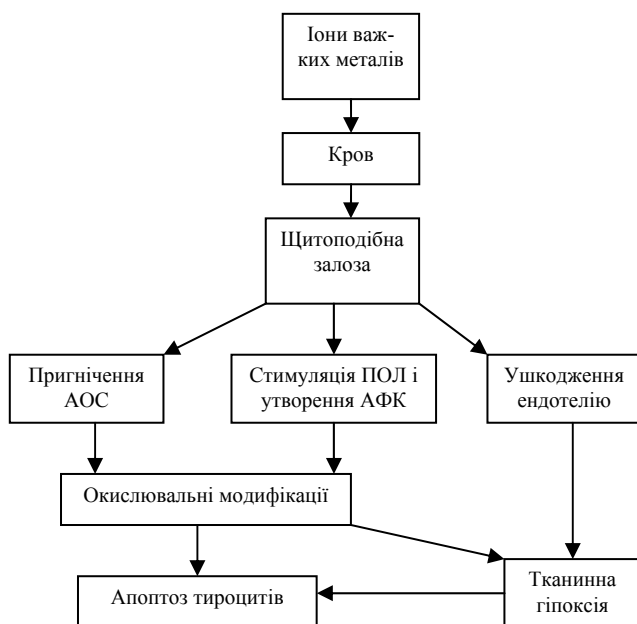 Іони важ-
ких металів
Кров
Щитоподібна
залоза
Пригнічення
АОС
Стимуляція ПОЛ і
утворення АФК
Ушкодження
ендотелію
Окислювальні модифікації
Апоптоз тироцитів
Тканинна
гіпоксія